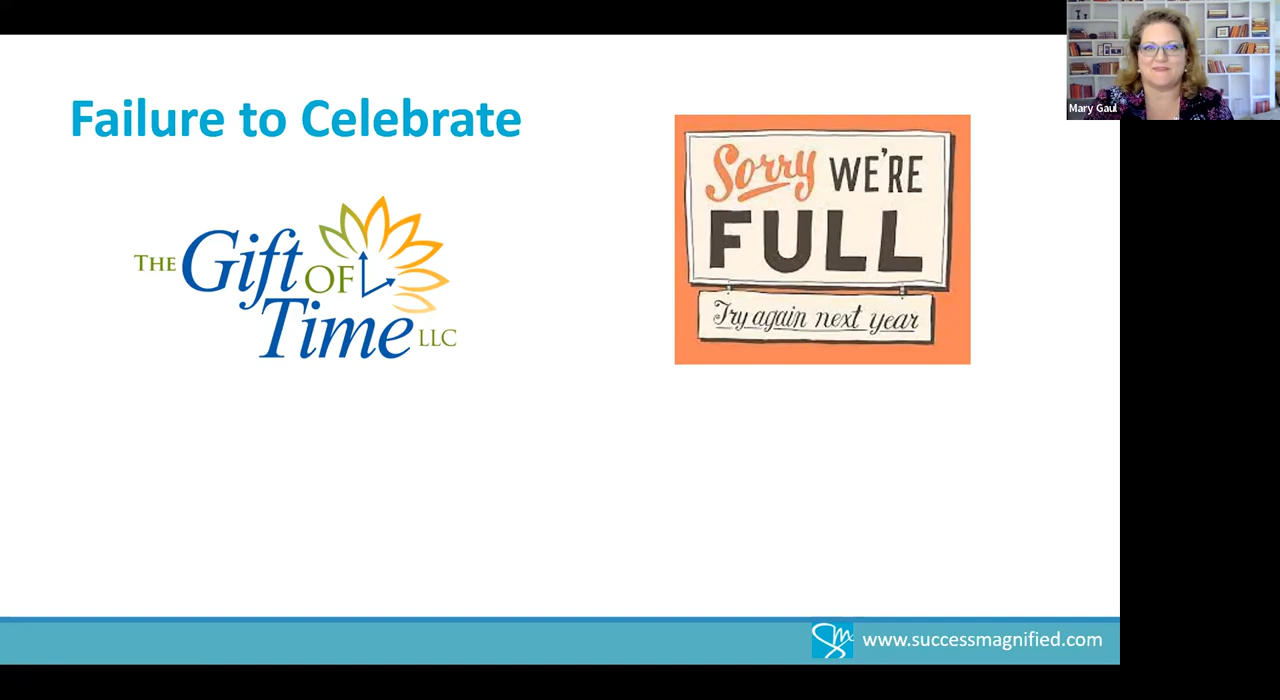 Failure to Celebrate
THE Gift OF
Time LLC
Sorry WE'RE
FULL
Try again next year
Mary Gaul
www.successmagnified.com